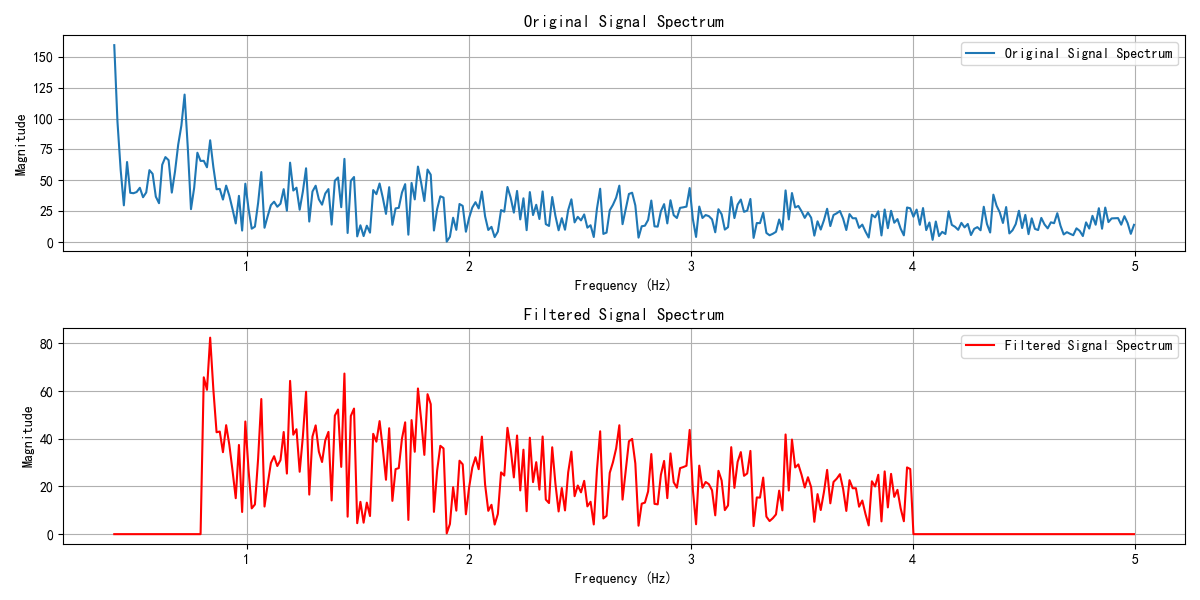 Original Signal Spectrum
Original Signal Spectrum
Magnitude
150
125
100
75
50
25
0
1
2
3
4
5
Frequency (Hz)
Filtered Signal Spectrum
Filtered Signal Spectrum
Magnitude
80
60
40
20
0
1
2
3
4
5
Frequency (Hz)